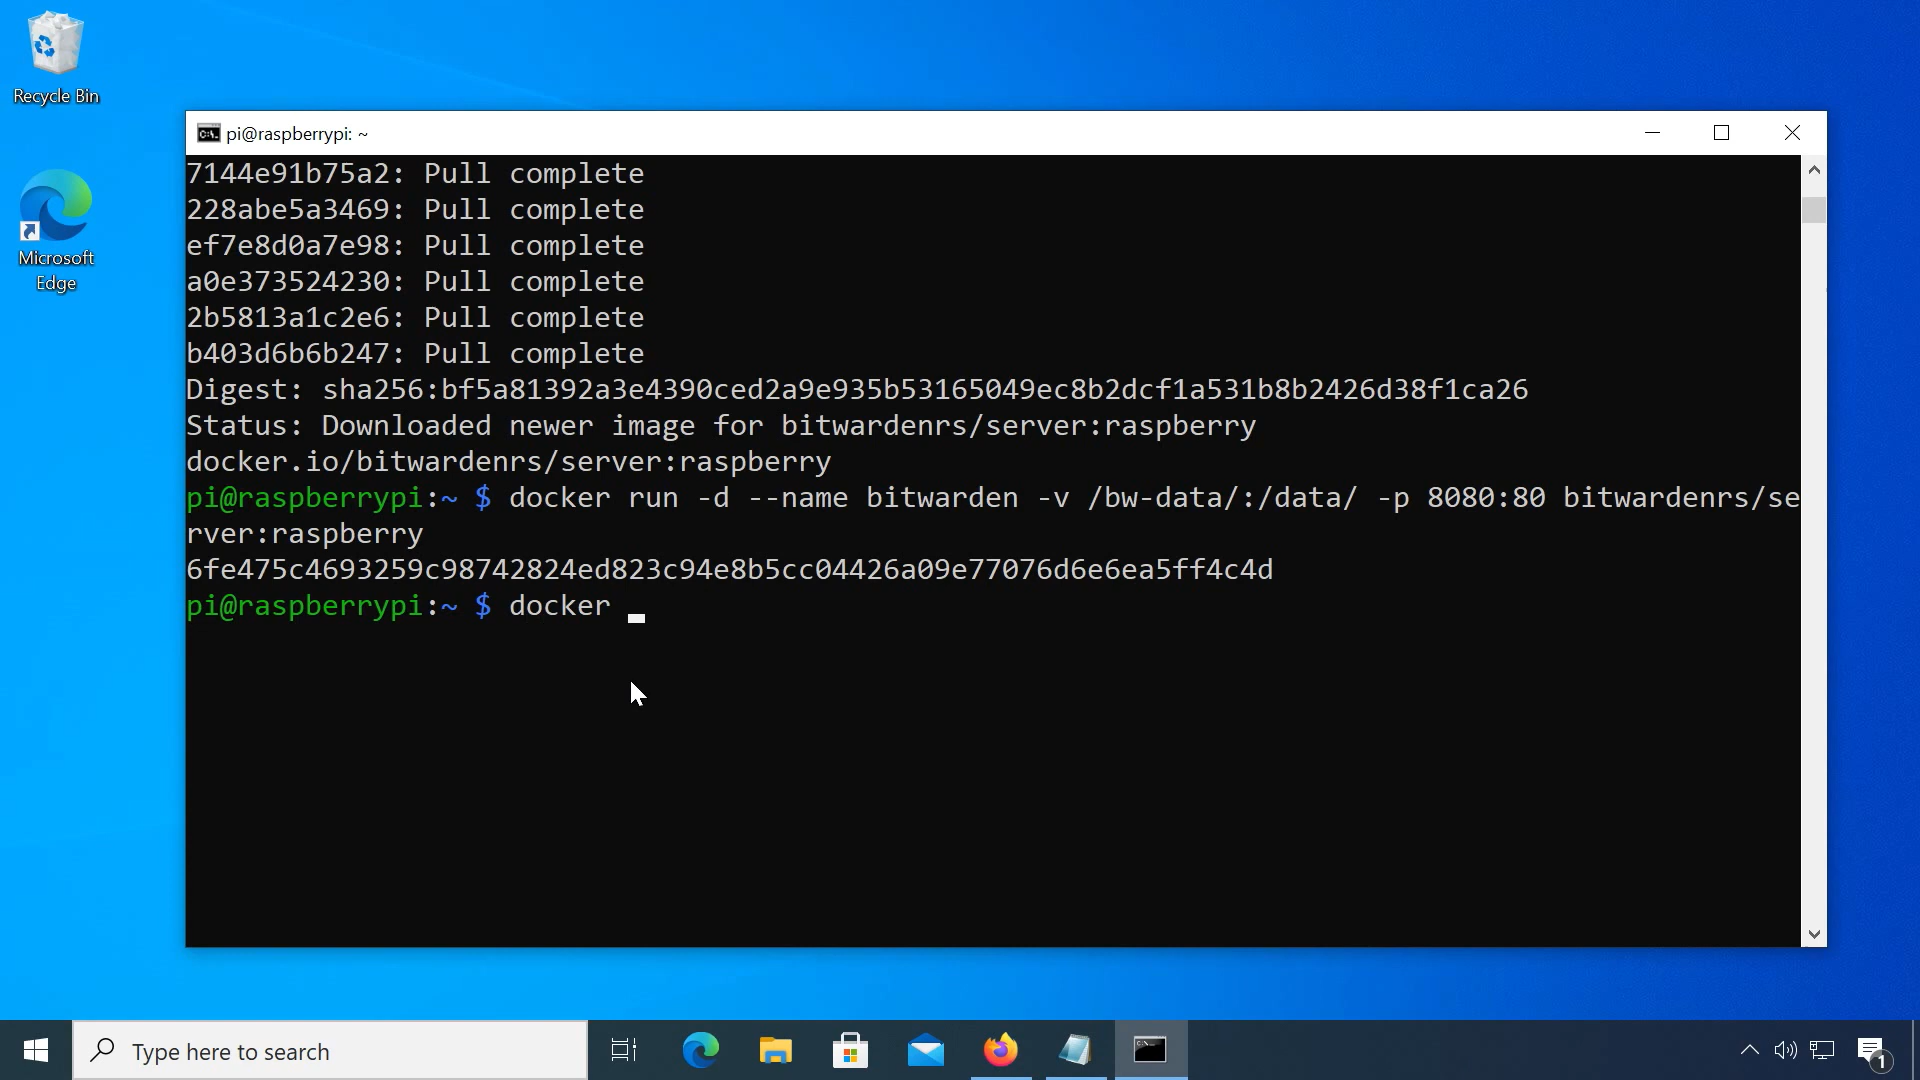 Recycle Bin
Microsoft
Edge
pi@raspberrypi: ~
7144e91b75a2: Pull complete
228abe5a3469: Pull complete
ef7e8d0a7e98: Pull complete
a0e373524230: Pull complete
2b5813a1c2e6: Pull complete
b403d6b6b247: Pull complete
Digest: sha256:bf5a81392a3e4390ced2a9e935b53165049ec8b2dcf1a531b8b2426d38f1ca26
Status: Downloaded newer image for bitwardenrs/server:raspberry
docker.io/bitwardenrs/server:raspberry
pi@raspberrypi:~ $ docker run -d --name bitwarden -v /bw-data/:/data/ -p 8080:80 bitwardenrs/se
rver:raspberry
6fe475c4693259c98742824ed823c94e8b5cc04426a09e77076d6e6ea5ff4c4d
pi@raspberrypi:~ $ docker _
Type here to search
1